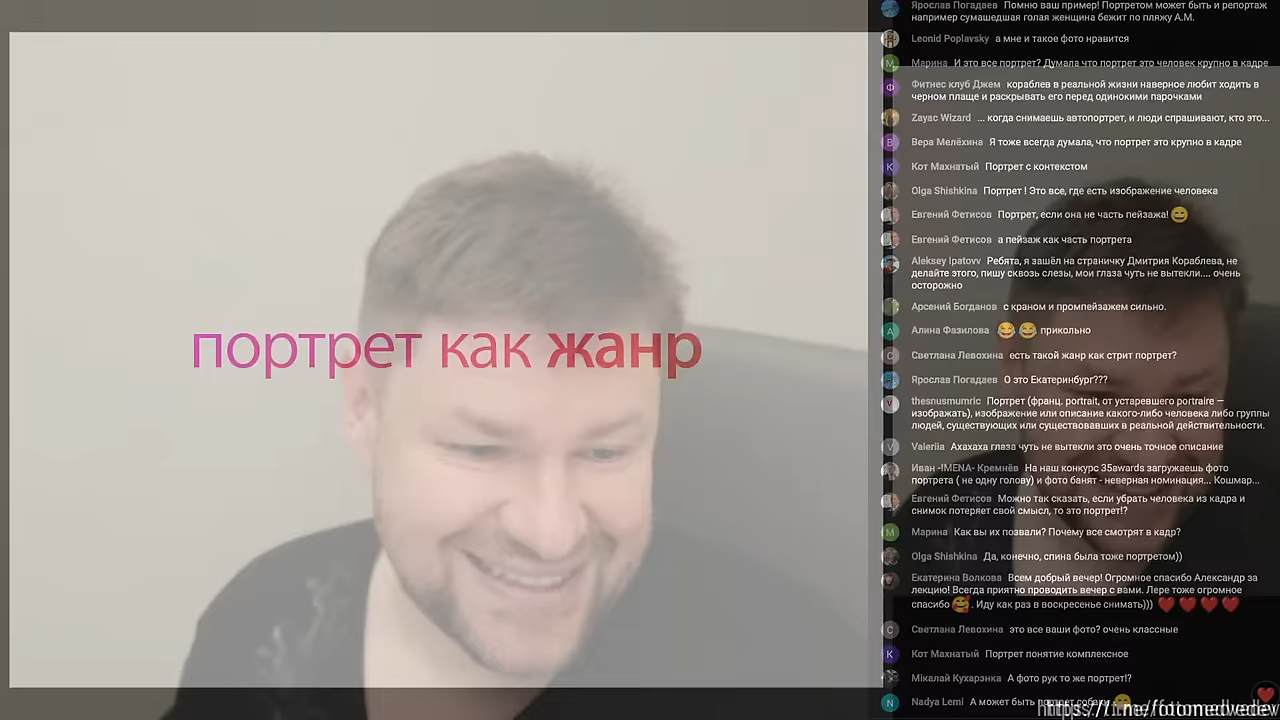 портрет как жанр
Ярослав Погадаев Помню ваш пример! Портретом может быть и репортаж
например сумашедшая голая женщина бежит по пляжу А.М.
Leonid Poplavsky а мне и такое фото нравится
М Марина И это все портрет? Думала что портрет это человек крупно в кадре
Ф Фитнес клуб Джем кораблев в реальной жизни наверное любит ходить в
черном плаще и раскрывать его перед одинокими парочками
Zayac Wizard ... когда снимаешь автопортрет, и люди спрашивают, кто это...
В Вера Мелёхина Я тоже всегда думала, что портрет это крупно в кадре
К Кот Махнатый Портрет с контекстом
Olga Shishkina Портрет ! Это все, где есть изображение человека
Евгений Фетисов Портрет, если она не часть пейзажа! 😄
Евгений Фетисов а пейзаж как часть портрета
Aleksey Ipatovv Ребята, я зашёл на страничку Дмитрия Кораблева, не
делайте этого, пишу сквозь слезы, мои глаза чуть не вытекли.... очень
осторожно
Арсений Богданов с краном и промпейзажем сильно.
А Алина Фазилова 😂 😂 прикольно
С Светлана Левохина есть такой жанр как стрит портрет?
Ярослав Погадаев О это Екатеринбург???
thesnusmumric Портрет (франц. portrait, от устаревшего portraire —
изображать), изображение или описание какого-либо человека либо группы
людей, существующих или существовавших в реальной действительности.
V Valeriia Ахахаха глаза чуть не вытекли это очень точное описание
Иван -IMENA- Кремнёв На наш конкурс 35awards загружаешь фото
портрета ( не одну голову) и фото банят - неверная номинация... Кошмар...
Евгений Фетисов Можно так сказать, если убрать человека из кадра и
снимок потеряет свой смысл, то это портрет!?
М Марина Как вы их позвали? Почему все смотрят в кадр?
Olga Shishkina Да, конечно, спина была тоже портретом))
Екатерина Волкова Всем добрый вечер! Огромное спасибо Александр за
лекцию! Всегда приятно проводить вечер с вами. Лере тоже огромное
спасибо 🥰 . Иду как раз в воскресенье снимать))) ❤️ ❤️ ❤️ ❤️
С Светлана Левохина это все ваши фото? очень классные
К Кот Махнатый Портрет понятие комплексное
Мікалай Кухарэнка А фото рук то же портрет!?
N Nadya Lemi А может быть портрет собаки 😄
https://t.me/fotomedvedev